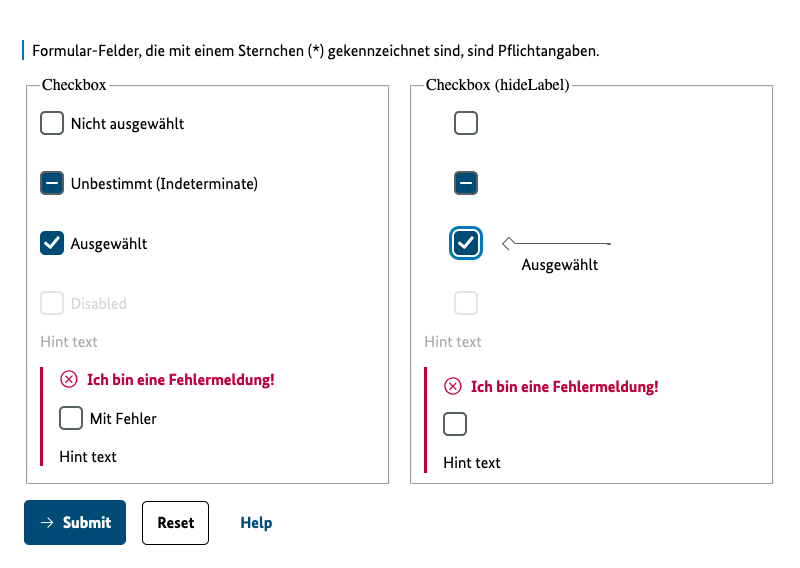 Formular-Felder, die mit einem Sternchen (*) gekennzeichnet sind, sind Pflichtangaben.
Checkbox
Nicht ausgewählt
Unbestimmt (Indeterminate)
Ausgewählt
Disabled
Hint text
Ich bin eine Fehlermeldung!
Mit Fehler
Hint text
Checkbox (hideLabel)
Ausgewählt
Hint text
Ich bin eine Fehlermeldung!
Hint text
Submit
Reset
Help